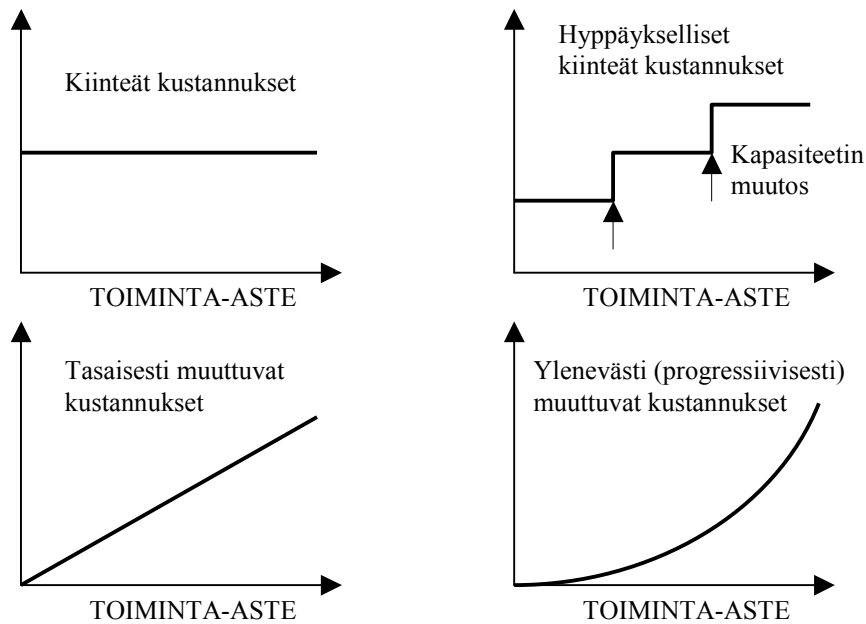 Kiinteät kustannukset
TOIMINTA-ASTE
Hyppäykselliset
kiinteät kustannukset
Kapasiteetin
muutos
TOIMINTA-ASTE
Tasaisesti muuttuvat
kustannukset
TOIMINTA-ASTE
Ylenevästi (progressiivisesti)
muuttuvat kustannukset
TOIMINTA-ASTE